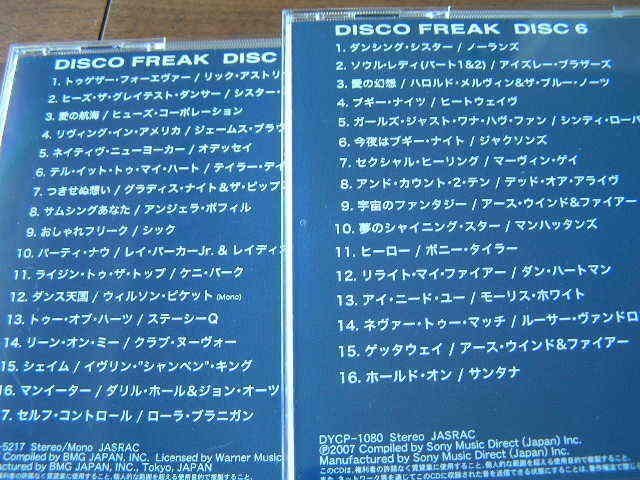 DISCO FREAK DISC
1. トゥゲザー・フォーエヴァー / リック・アストリ
2. ヒーズ・ザ・グレイテスト・ダンサー / シスター・
3. 愛の航海 / ヒューズ・コーポレーション
4. リヴィング・イン・アメリカ / ジェームス・ブラウ
5. ネイティヴ・ニューヨーカー / オデッセイ
6. テル・イット・トゥ・マイ・ハート / テイラー・デイ
7. つきせぬ想い / グラディス・ナイト&ザ・ピップ
8. サムシングあなた / アンジェラ・ボフィル
9. おしゃれフリーク / シック
10. パーティ・ナウ / レイ・パーカーJr. & レイディ
11. ライジン・トゥ・ザ・トップ / ケニ・バーク
12. ダンス天国 / ウィルソン・ピケット (Mono)
13. トゥー・オブ・ハーツ / ステーシーQ
14. リーン・オン・ミー / クラブ・ヌーヴォー
15. シェイム / イヴリン・"シャンペン"・キング
16. マンイーター / ダリル・ホール&ジョン・オーツ
7. セルフ・コントロール / ローラ・ブラニガン
-5217 Stereo/Mono JASRAC
Compiled by BMG JAPAN, INC. Licensed by Warner Music
anufactured by BMG JAPAN, INC., Tokyo, JAPAN
DISCO FREAK DISC 6
1. ダンシング・シスター / ノーランズ
2. ソウル・レディ(パート1&2) / アイズレー・ブラザーズ
3. 愛の幻想 / ハロルド・メルヴィン&ザ・ブルー・ノーツ
4. ブギー・ナイツ / ヒートウェイヴ
5. ガールズ・ジャスト・ワナ・ハヴ・ファン / シンディ・ローパ
6. 今夜はブギー・ナイト / ジャクソンズ
7. セクシャル・ヒーリング / マーヴィン・ゲイ
8. アンド・カウント・2・テン / デッド・オア・アライヴ
9. 宇宙のファンタジー / アース・ウインド&ファイアー
10. 夢のシャイニング・スター / マンハッタンズ
11. ヒーロー / ボニー・タイラー
12. リライト・マイ・ファイアー / ダン・ハートマン
13. アイ・ニード・ユー / モーリス・ホワイト
14. ネヴァー・トゥー・マッチ / ルーサー・ヴァンドロ
15. ゲッタウェイ / アース・ウインド&ファイアー
16. ホールド・オン / サンタナ
DYCP-1080 Stereo JASRAC
Ⓟ2007 Compiled by Sony Music Direct (Japan) Inc.
Manufactured by Sony Music Direct (Japan) Inc.